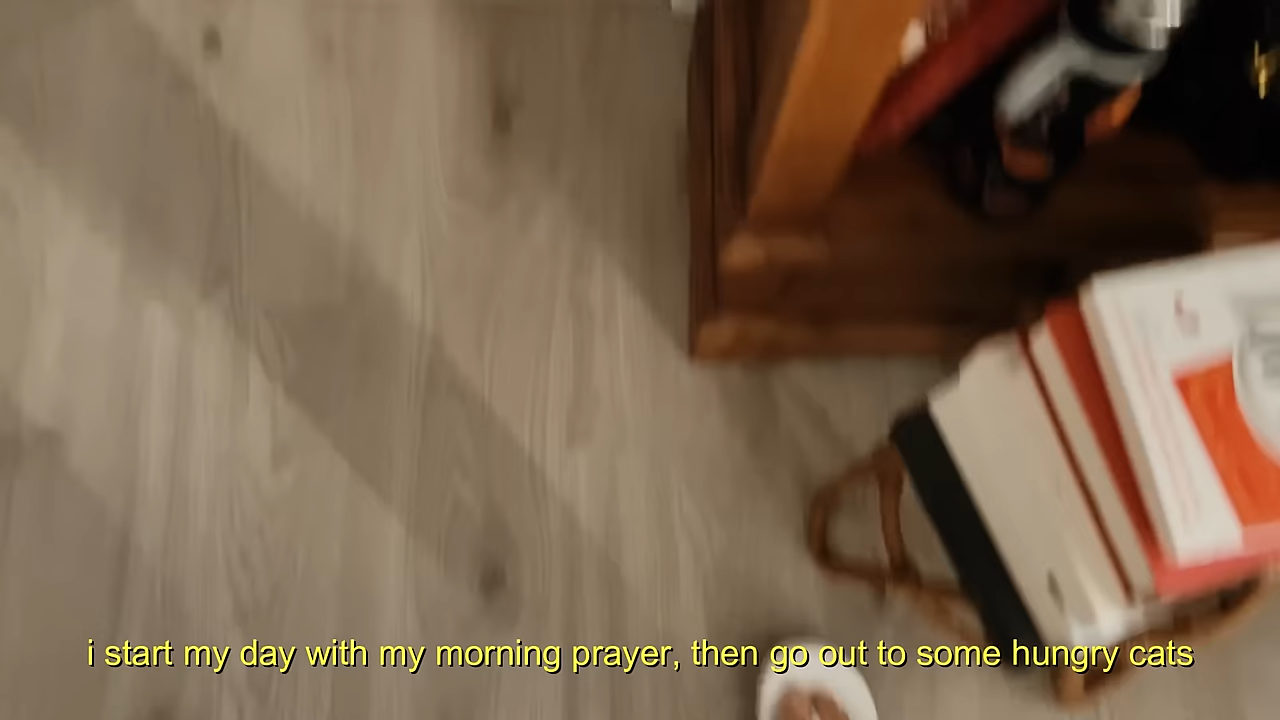 i start my day with my morning prayer, then go out to some hungry cats